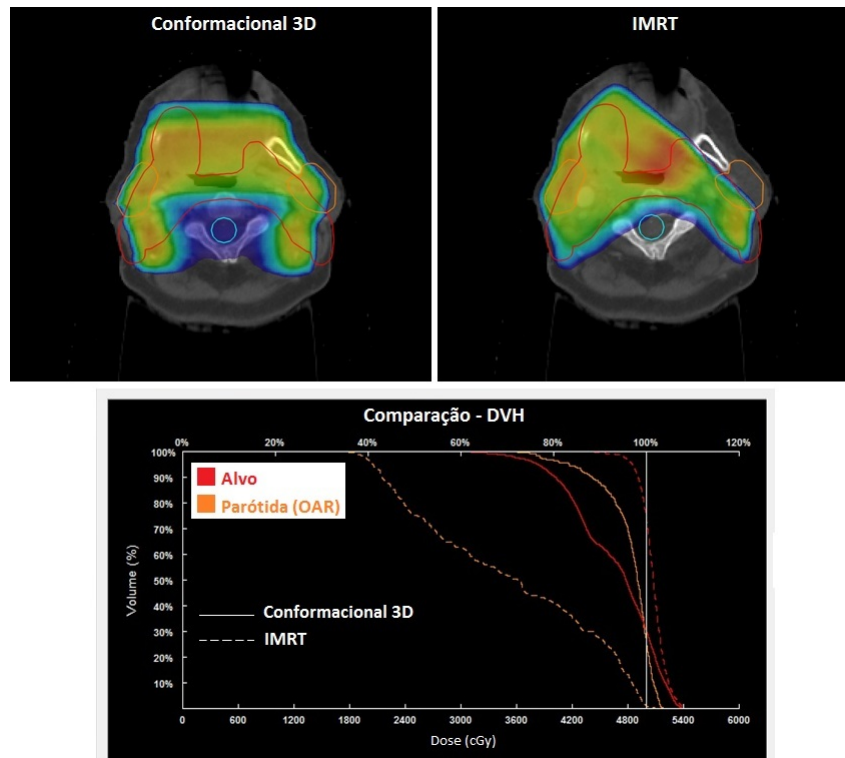 Conformacional 3D
IMRT
Comparação - DVH
0% 20% 40% 60% 80% 100% 120%
100%
90%
80%
70%
60%
50%
40%
30%
20%
10%
Volume (%)
Alvo
Parótida (OAR)
Conformacional 3D
IMRT
0 600 1200 1800 2400 3000 3600 4200 4800 5400 6000
Dose (cGy)